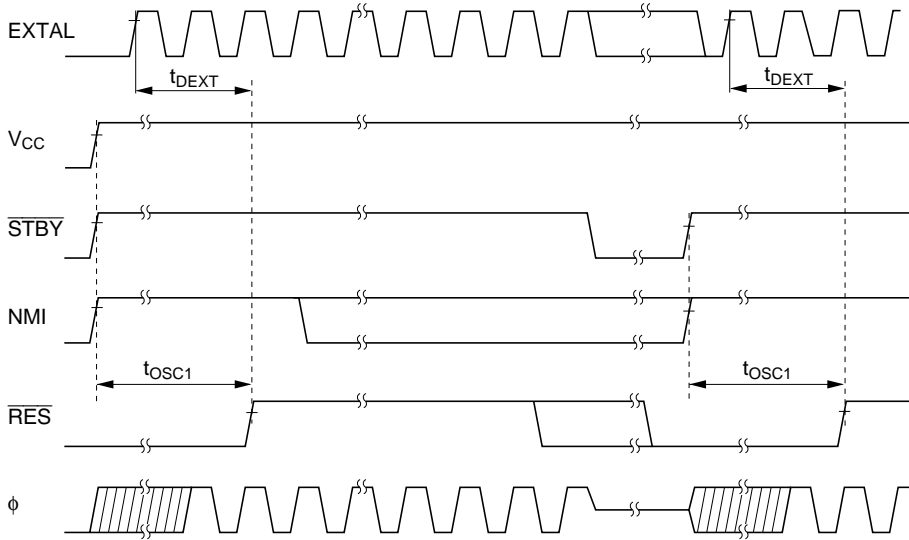 EXTAL
tDEXT
tDEXT
VCC
STBY
NMI
tOSC1
tOSC1
RES
ϕ